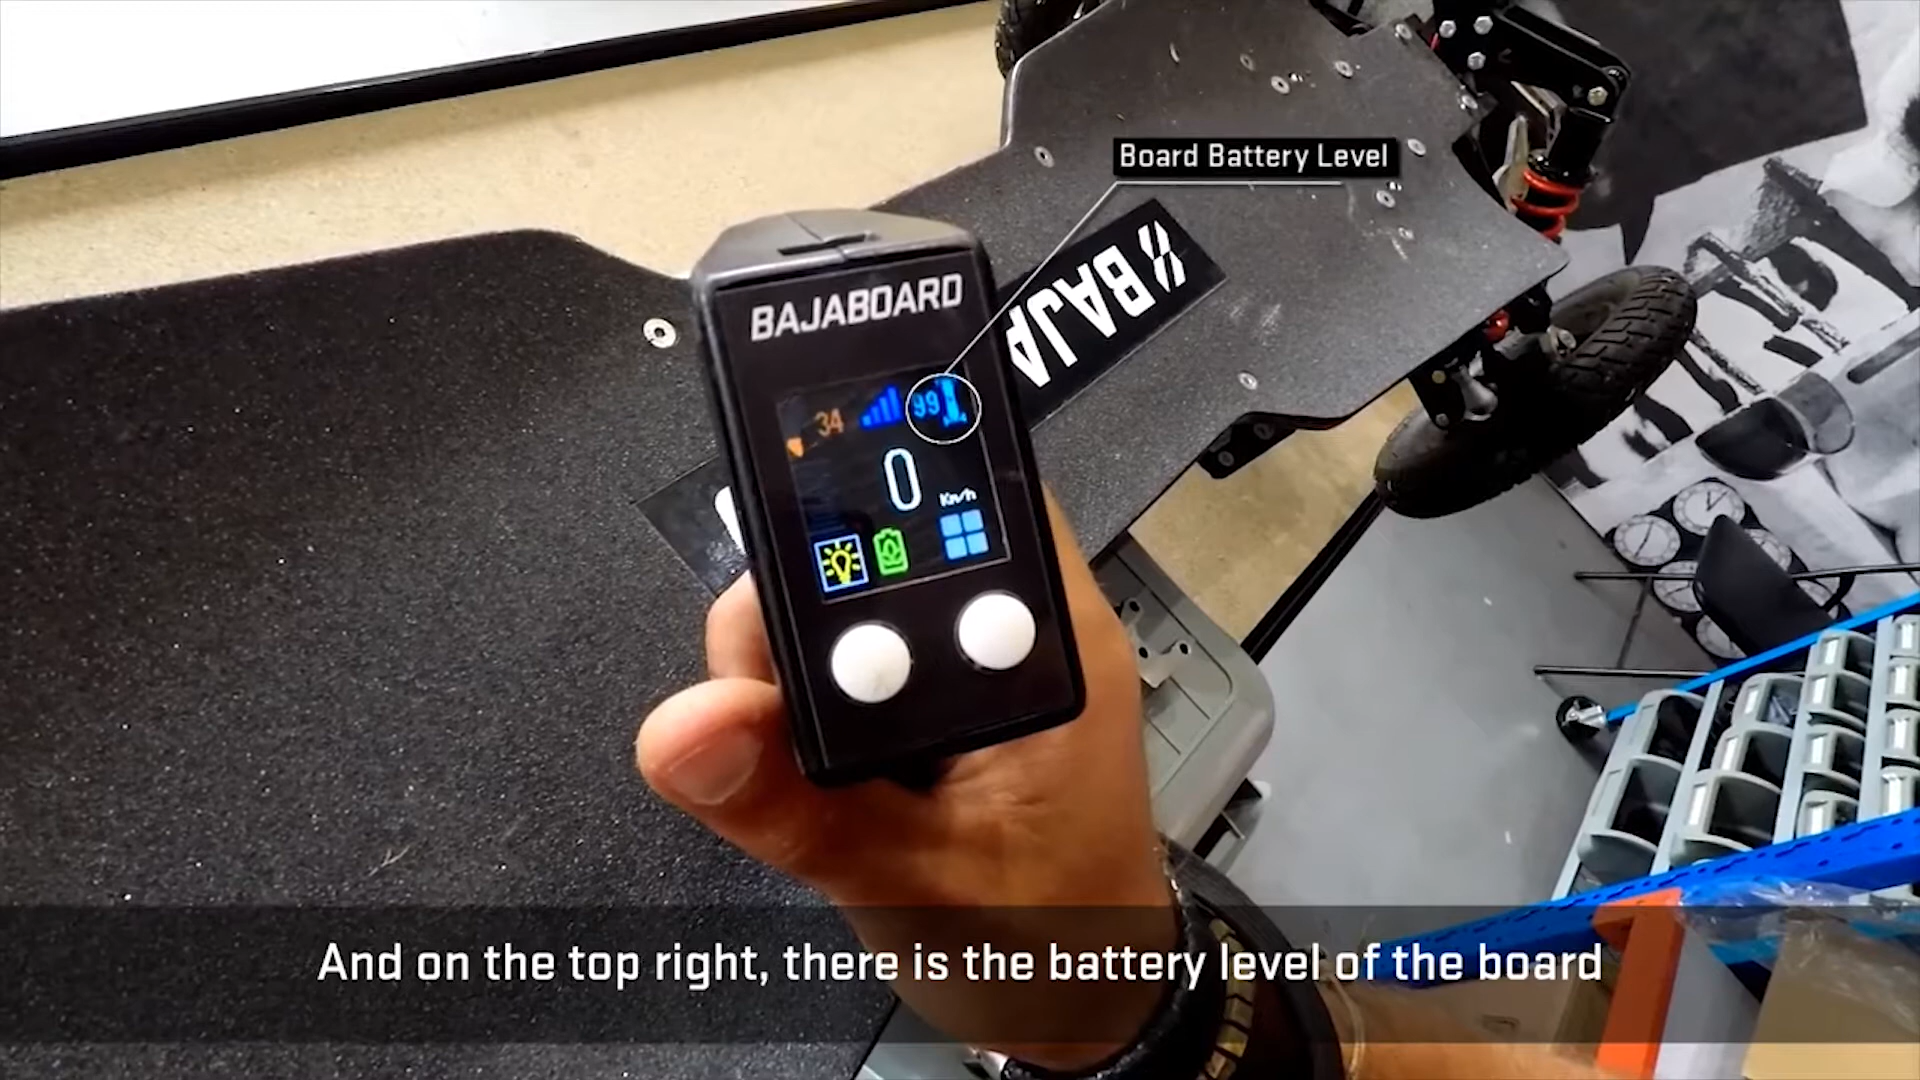 Board Battery Level
BAJA
BAJABOARD
34 99
0
Km/h
And on the top right, there is the battery level of the board